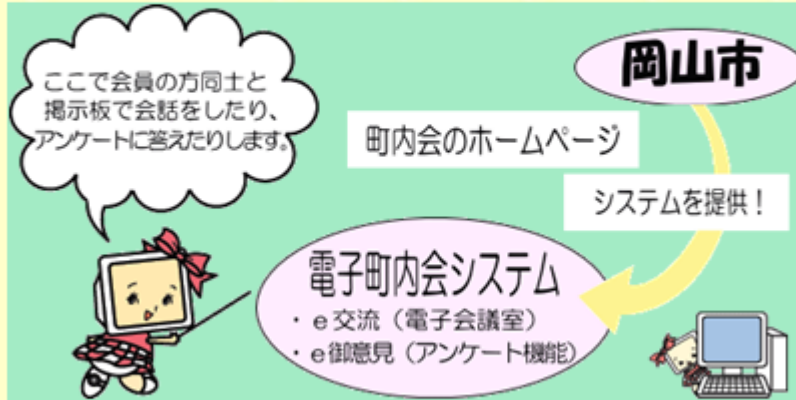 ここで会員の方同士と
掲示板で会話をしたり、
アンケートに答えたりします。
岡山市
町内会のホームページ
システムを提供！
電子町内会システム
・ｅ交流（電子会議室）
・ｅ御意見（アンケート機能）